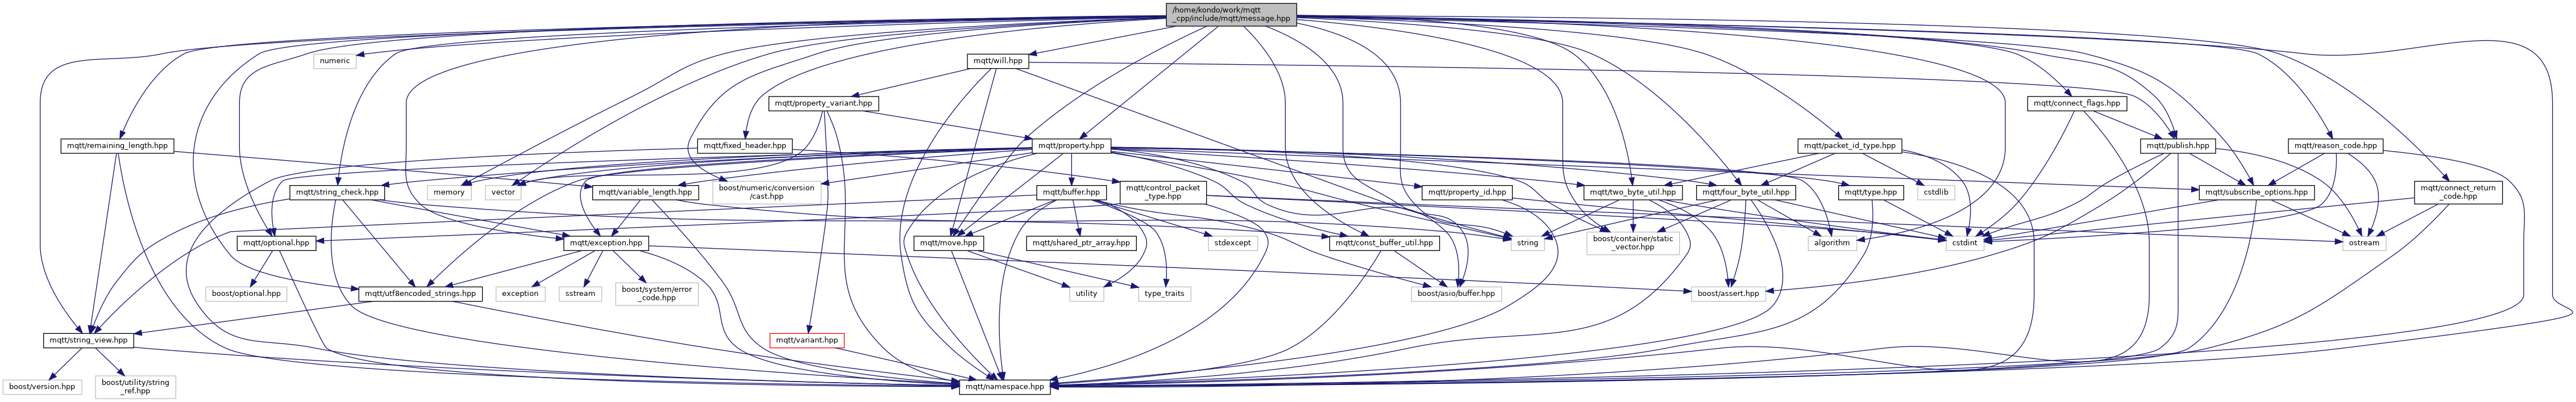 /home/kondo/work/mqtt
_cpp/include/mqtt/message.hpp
numeric
mqtt/will.hpp
mqtt/property_variant.hpp
mqtt/connect_flags.hpp
mqtt/remaining_length.hpp
mqtt/fixed_header.hpp
mqtt/property.hpp
mqtt/packet_id_type.hpp
mqtt/publish.hpp
mqtt/reason_code.hpp
mqtt/string_check.hpp
memory
vector
mqtt/variable_length.hpp
boost/numeric/conversion
/cast.hpp
mqtt/buffer.hpp
mqtt/control_packet
_type.hpp
mqtt/property_id.hpp
mqtt/two_byte_util.hpp
mqtt/four_byte_util.hpp
mqtt/type.hpp
cstdlib
mqtt/subscribe_options.hpp
mqtt/connect_return
_code.hpp
mqtt/optional.hpp
mqtt/exception.hpp
mqtt/move.hpp
mqtt/shared_ptr_array.hpp
stdexcept
mqtt/const_buffer_util.hpp
string
boost/container/static
_vector.hpp
algorithm
cstdint
ostream
boost/optional.hpp
mqtt/utf8encoded_strings.hpp
exception
sstream
boost/system/error
_code.hpp
utility
type_traits
boost/asio/buffer.hpp
boost/assert.hpp
mqtt/string_view.hpp
mqtt/variant.hpp
boost/version.hpp
boost/utility/string
_ref.hpp
mqtt/namespace.hpp